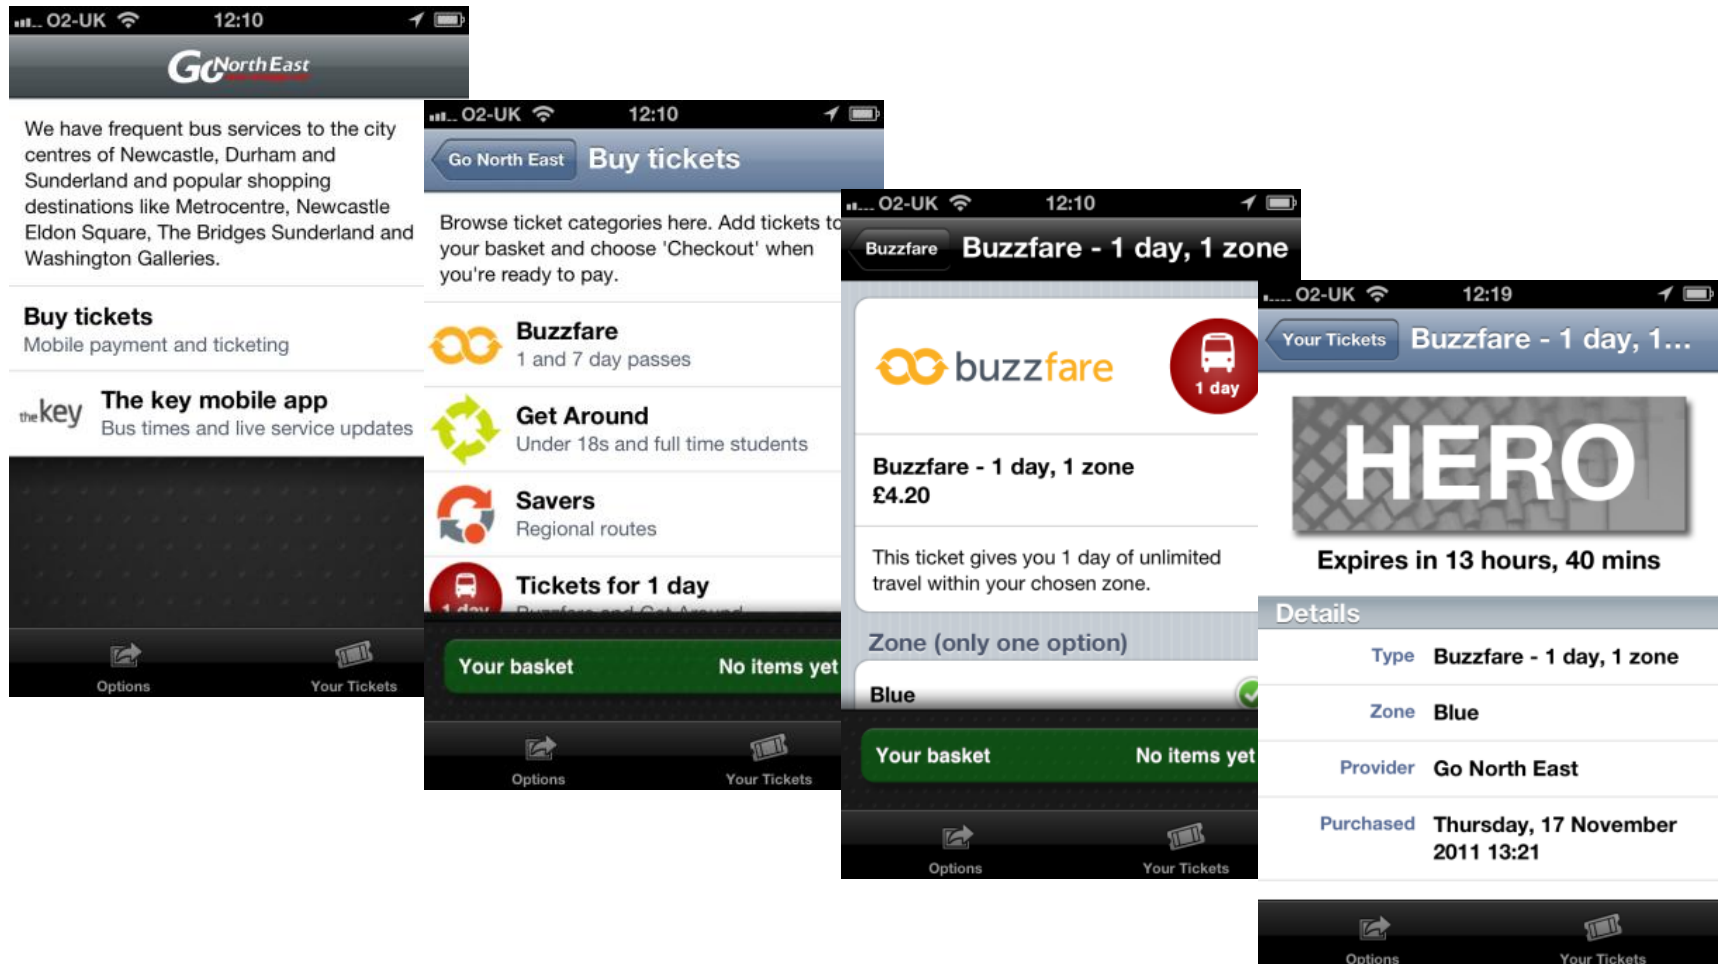 O2-UK 12:10
Go North East
We have frequent bus services to the city
centres of Newcastle, Durham and
Sunderland and popular shopping
destinations like Metrocentre, Newcastle
Eldon Square, The Bridges Sunderland and
Washington Galleries.
Buy tickets
Mobile payment and ticketing
the key
The key mobile app
Bus times and live service updates
Options
Your Tickets
O2-UK 12:10
Go North East
Buy tickets
Browse ticket categories here. Add tickets to
your basket and choose 'Checkout' when
you're ready to pay.
Buzzfare
1 and 7 day passes
Get Around
Under 18s and full time students
Savers
Regional routes
Tickets for 1 day
1 day
Buzzfare and Get Around
Your basket No items yet
Options
Your Tickets
O2-UK 12:10
Buzzfare
Buzzfare - 1 day, 1 zone
buzzfare
1 day
Buzzfare - 1 day, 1 zone
£4.20
This ticket gives you 1 day of unlimited
travel within your chosen zone.
Zone (only one option)
Blue
Your basket No items yet
Options
Your Tickets
O2-UK 12:19
Your Tickets
Buzzfare - 1 day, 1...
HERO
Expires in 13 hours, 40 mins
Details
Type Buzzfare - 1 day, 1 zone
Zone Blue
Provider Go North East
Purchased Thursday, 17 November
2011 13:21
Options
Your Tickets